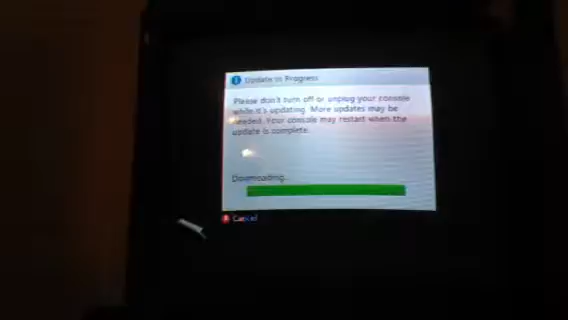 Update in Progress
Please don't turn off or unplug your console
while it's updating. More updates may be
needed. Your console may restart when the
update is complete.
Downloading...
Cancel